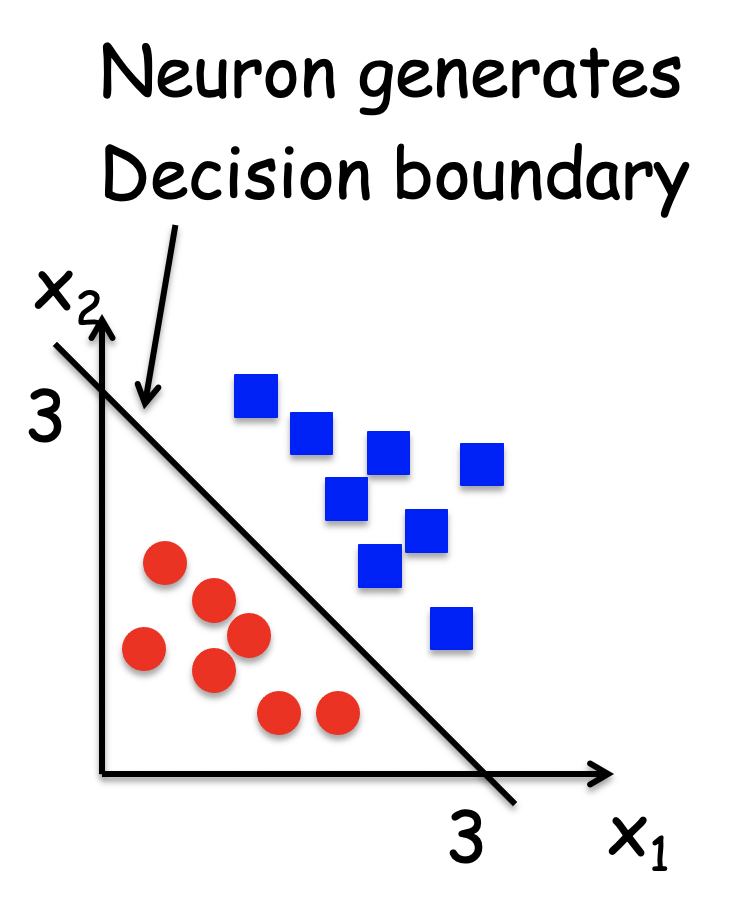 Neuron generates
Decision boundary
x₂
3
3
x₁